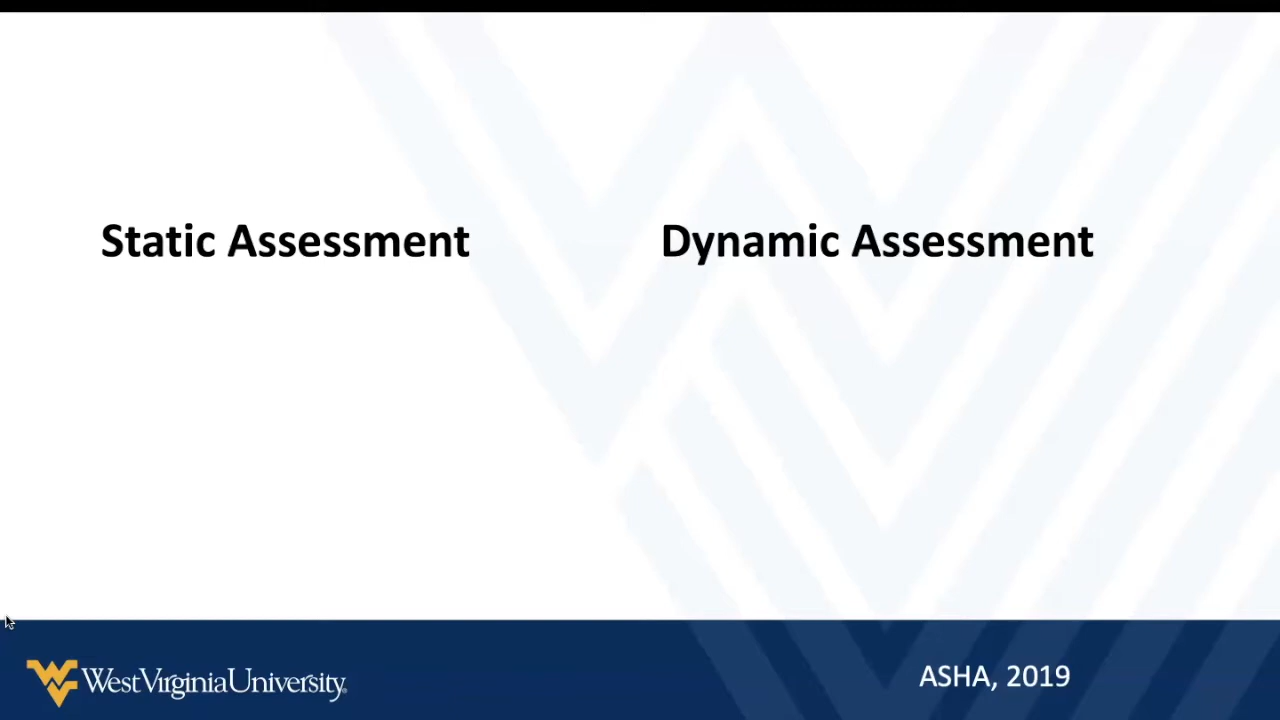 Static Assessment
Dynamic Assessment
WestVirginiaUniversity.
ASHA, 2019